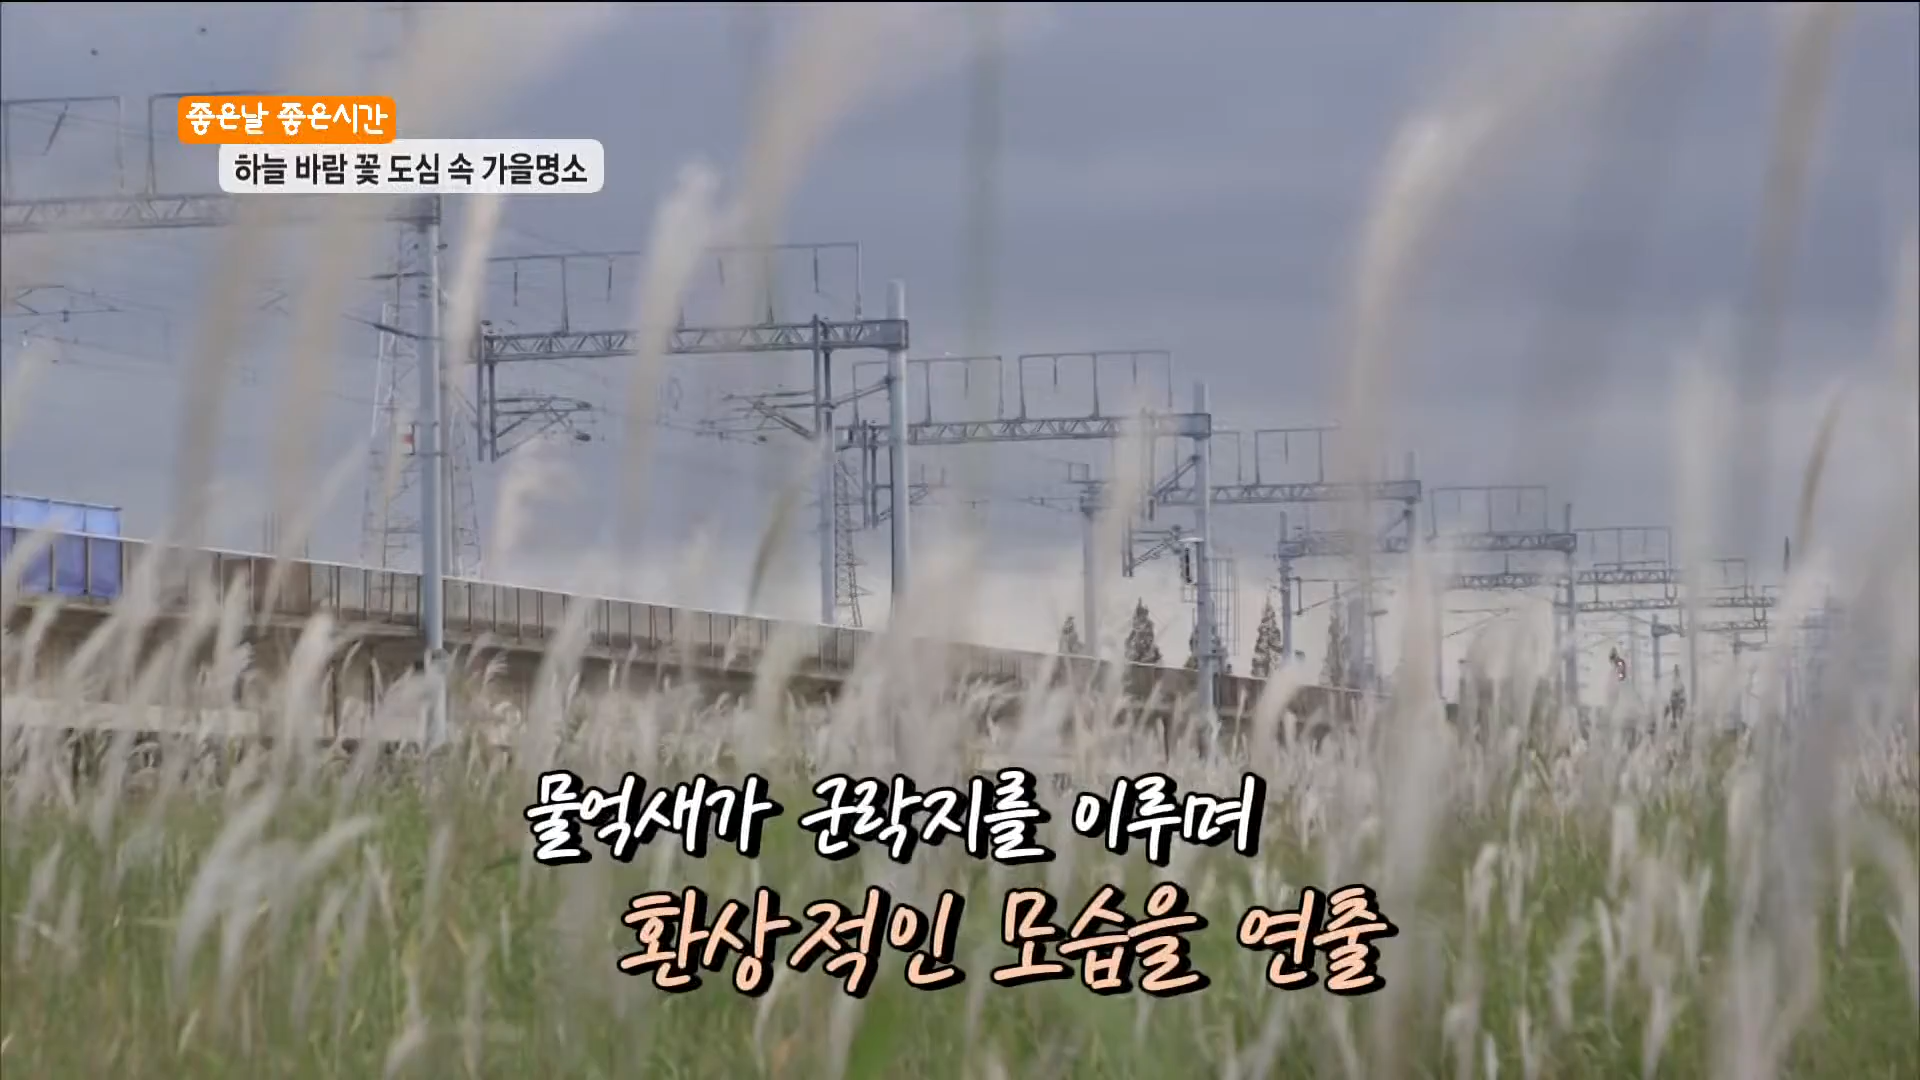 좋은날 좋은시간
하늘 바람 꽃 도심 속 가을명소
물억새가 군락지를 이루며
환상적인 모습을 연출